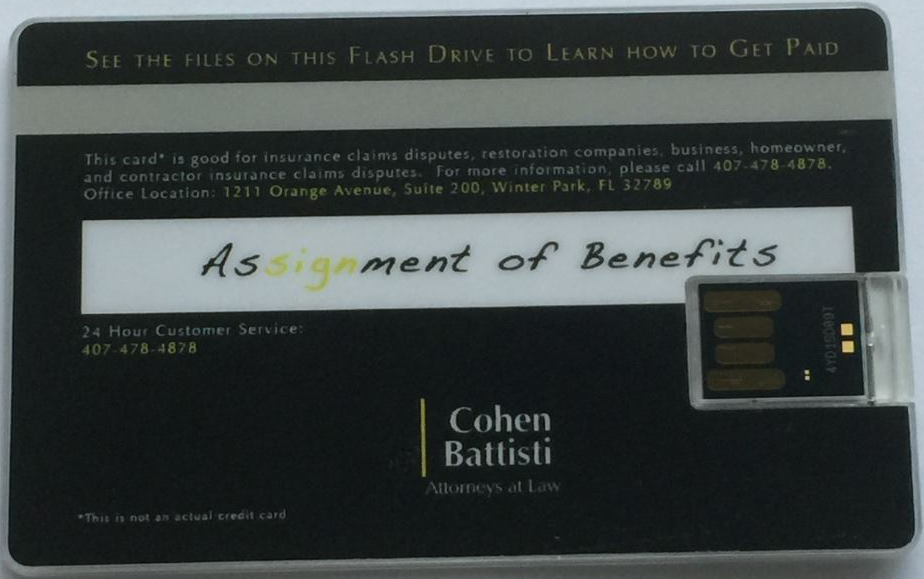 SEE THE FILES ON THIS FLASH DRIVE TO LEARN HOW TO GET PAID
This card* is good for insurance claims disputes, restoration companies, business, homeowner,
and contractor insurance claims disputes. For more information, please call 407-478-4878.
Office Location: 1211 Orange Avenue, Suite 200, Winter Park, FL 32789
Assignment of Benefits
24 Hour Customer Service:
407-478-4878
Cohen
Battisti
Attorneys at Law
*This is not an actual credit card